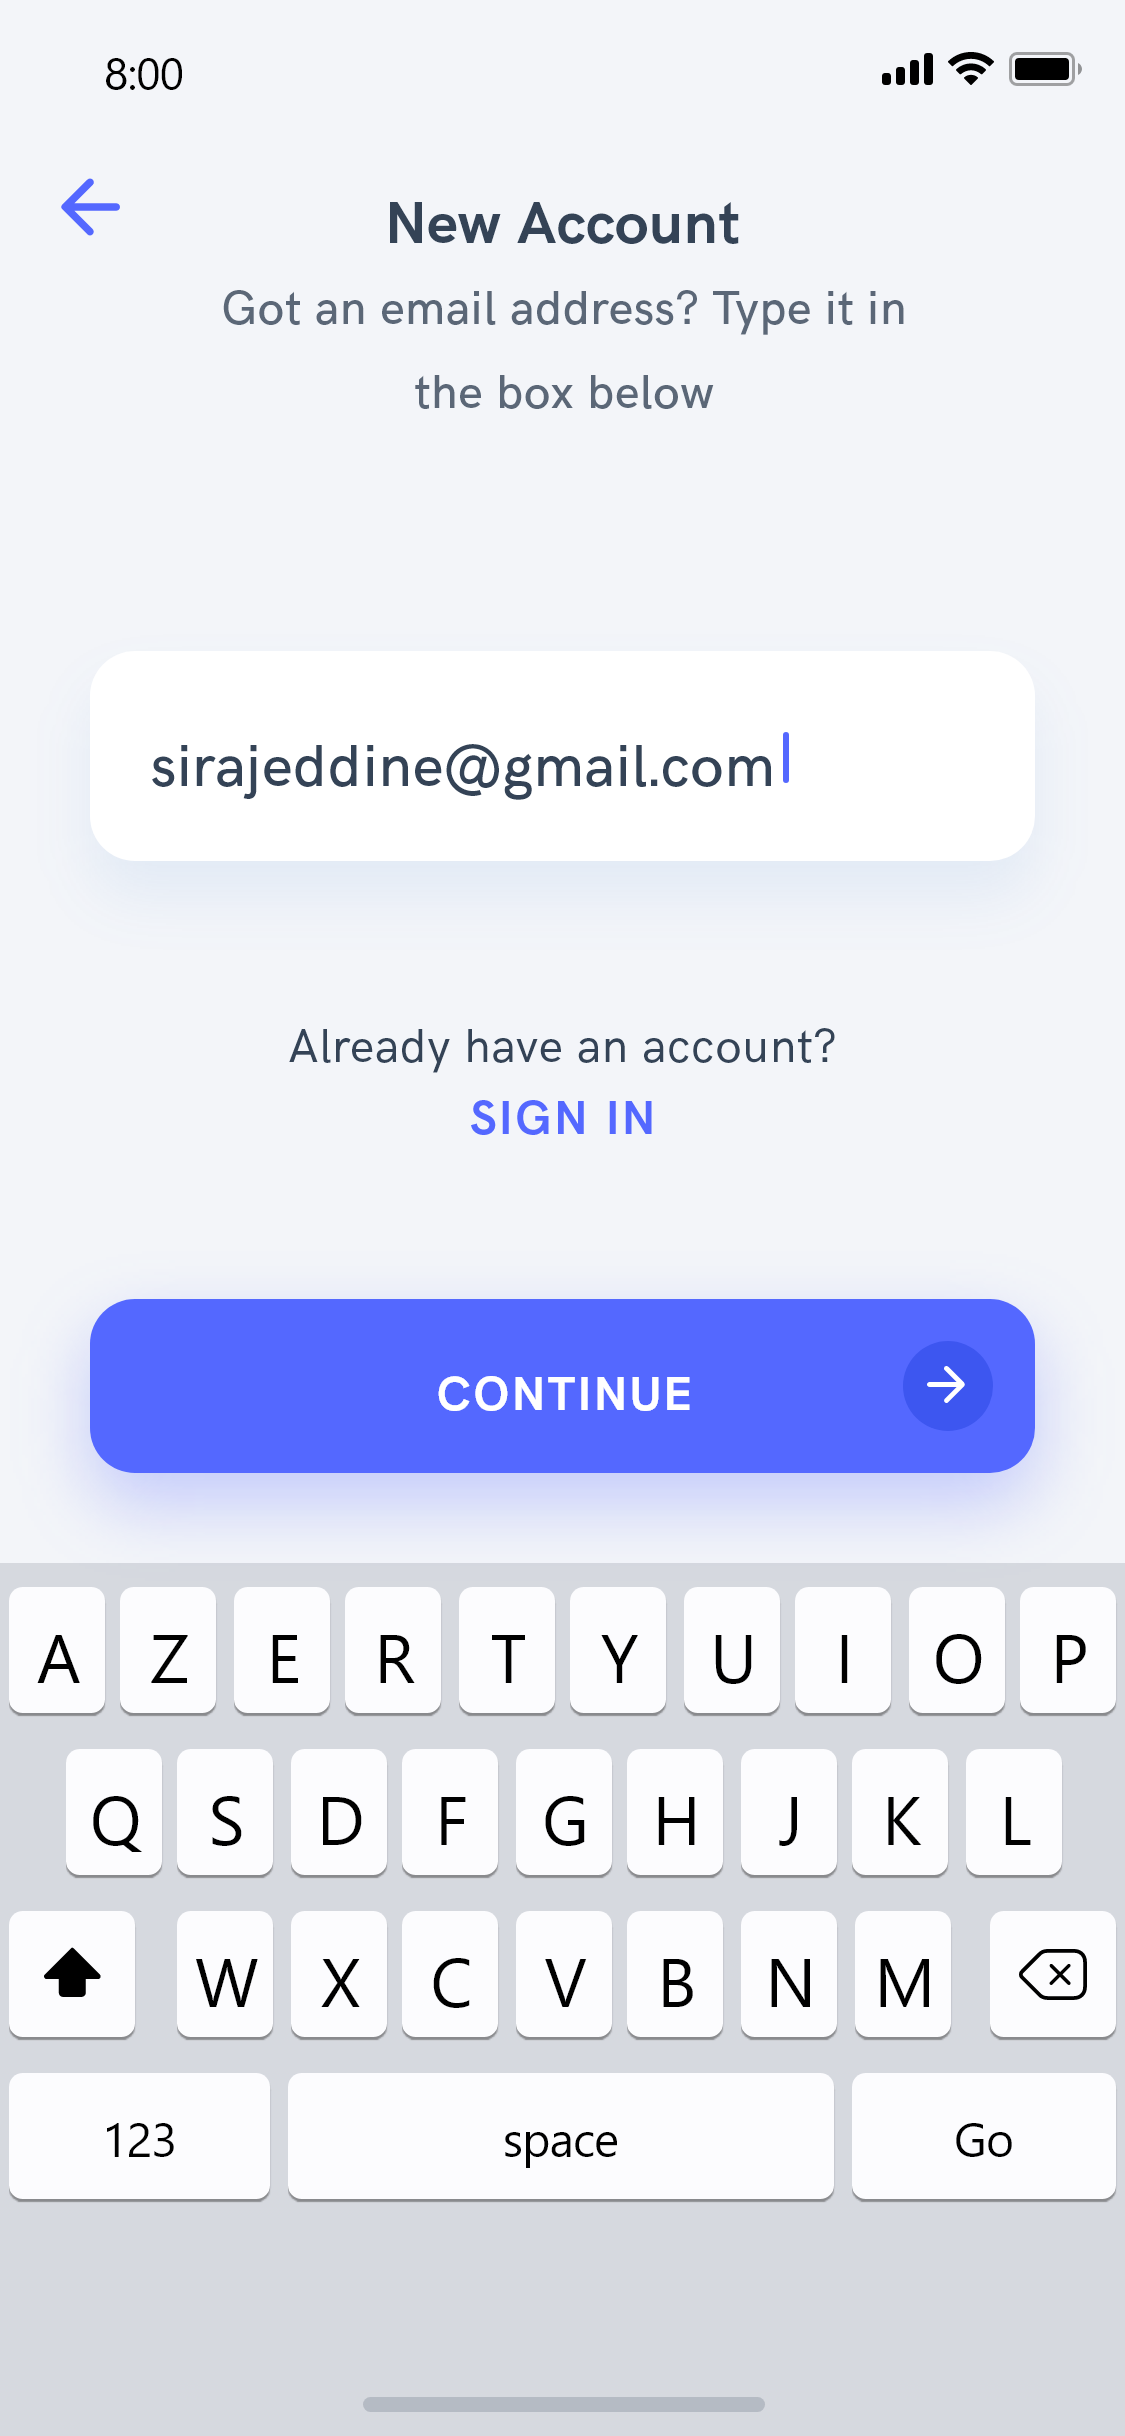 8:00
New Account
Got an email address? Type it in
the box below
sirajeddine@gmail.com
Already have an account?
SIGN IN
CONTINUE
A Z E R T Y U I O P
Q S D F G H J K L
W X C V B N M
123 space Go